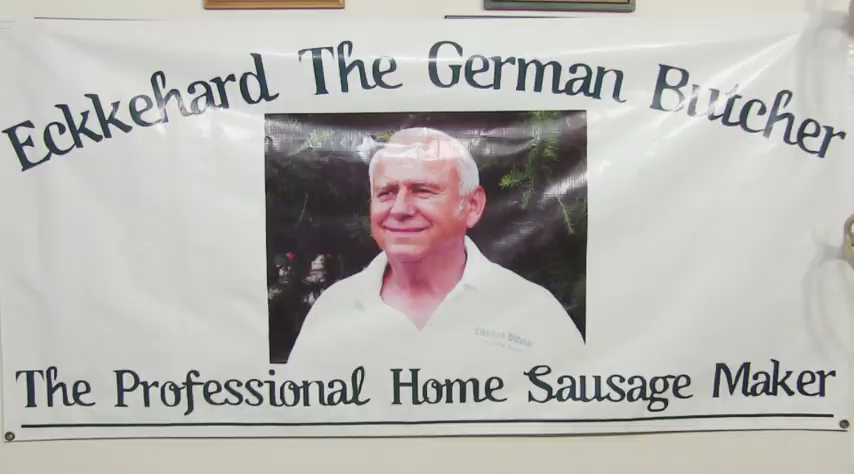 Eckkehard The German Butcher
The Professional Home Sausage Maker